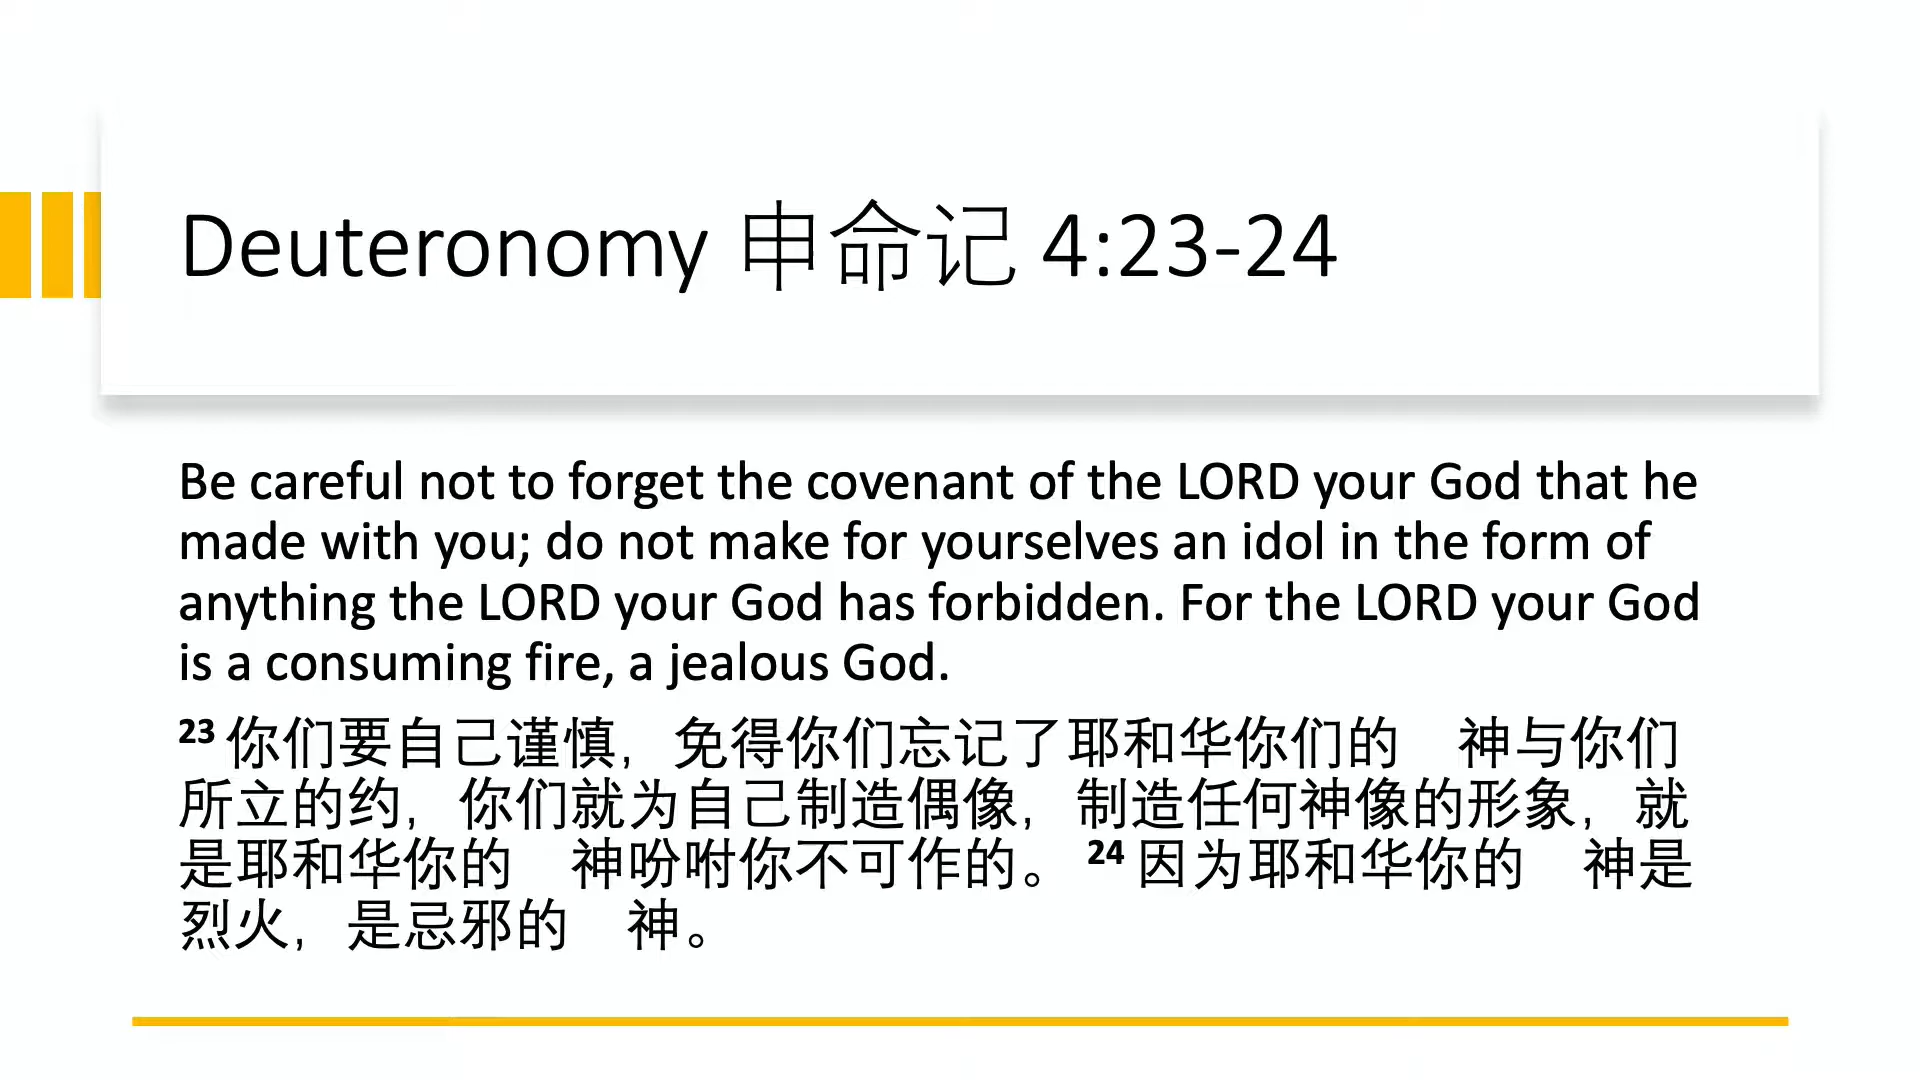 Deuteronomy 申命记 4:23-24
Be careful not to forget the covenant of the LORD your God that he
made with you; do not make for yourselves an idol in the form of
anything the LORD your God has forbidden. For the LORD your God
is a consuming fire, a jealous God.
23 你们要自己谨慎，免得你们忘记了耶和华你们的　神与你们
所立的约，你们就为自己制造偶像，制造任何神像的形象，就
是耶和华你的　神吩咐你不可作的。24 因为耶和华你的　神是
烈火，是忌邪的　神。